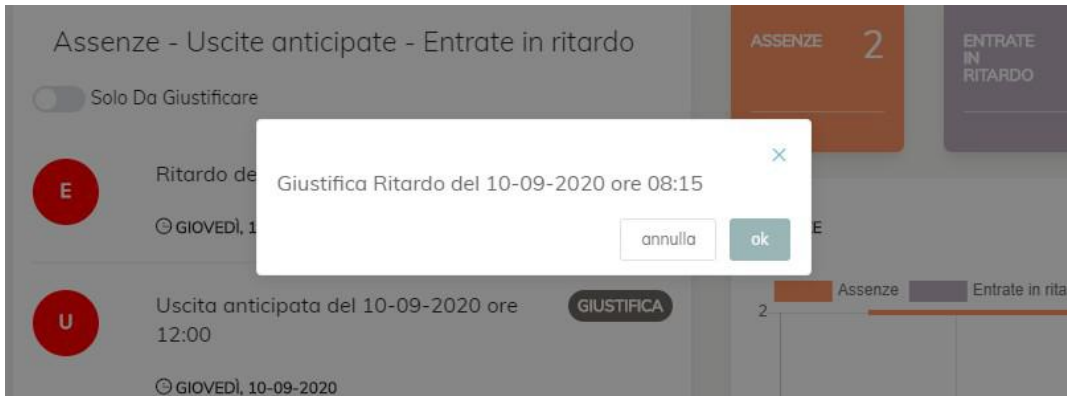 Assenze - Uscite anticipate - Entrate in ritardo
Solo Da Giustificare
E
Ritardo de
GIOVEDÌ, 1
Giustifica Ritardo del 10-09-2020 ore 08:15
annulla
ok
U
Uscita anticipata del 10-09-2020 ore
12:00
GIUSTIFICA
GIOVEDÌ, 10-09-2020
ASSENZE
2
ENTRATE
IN
RITARDO
E
Assenze
Entrate in rita
2